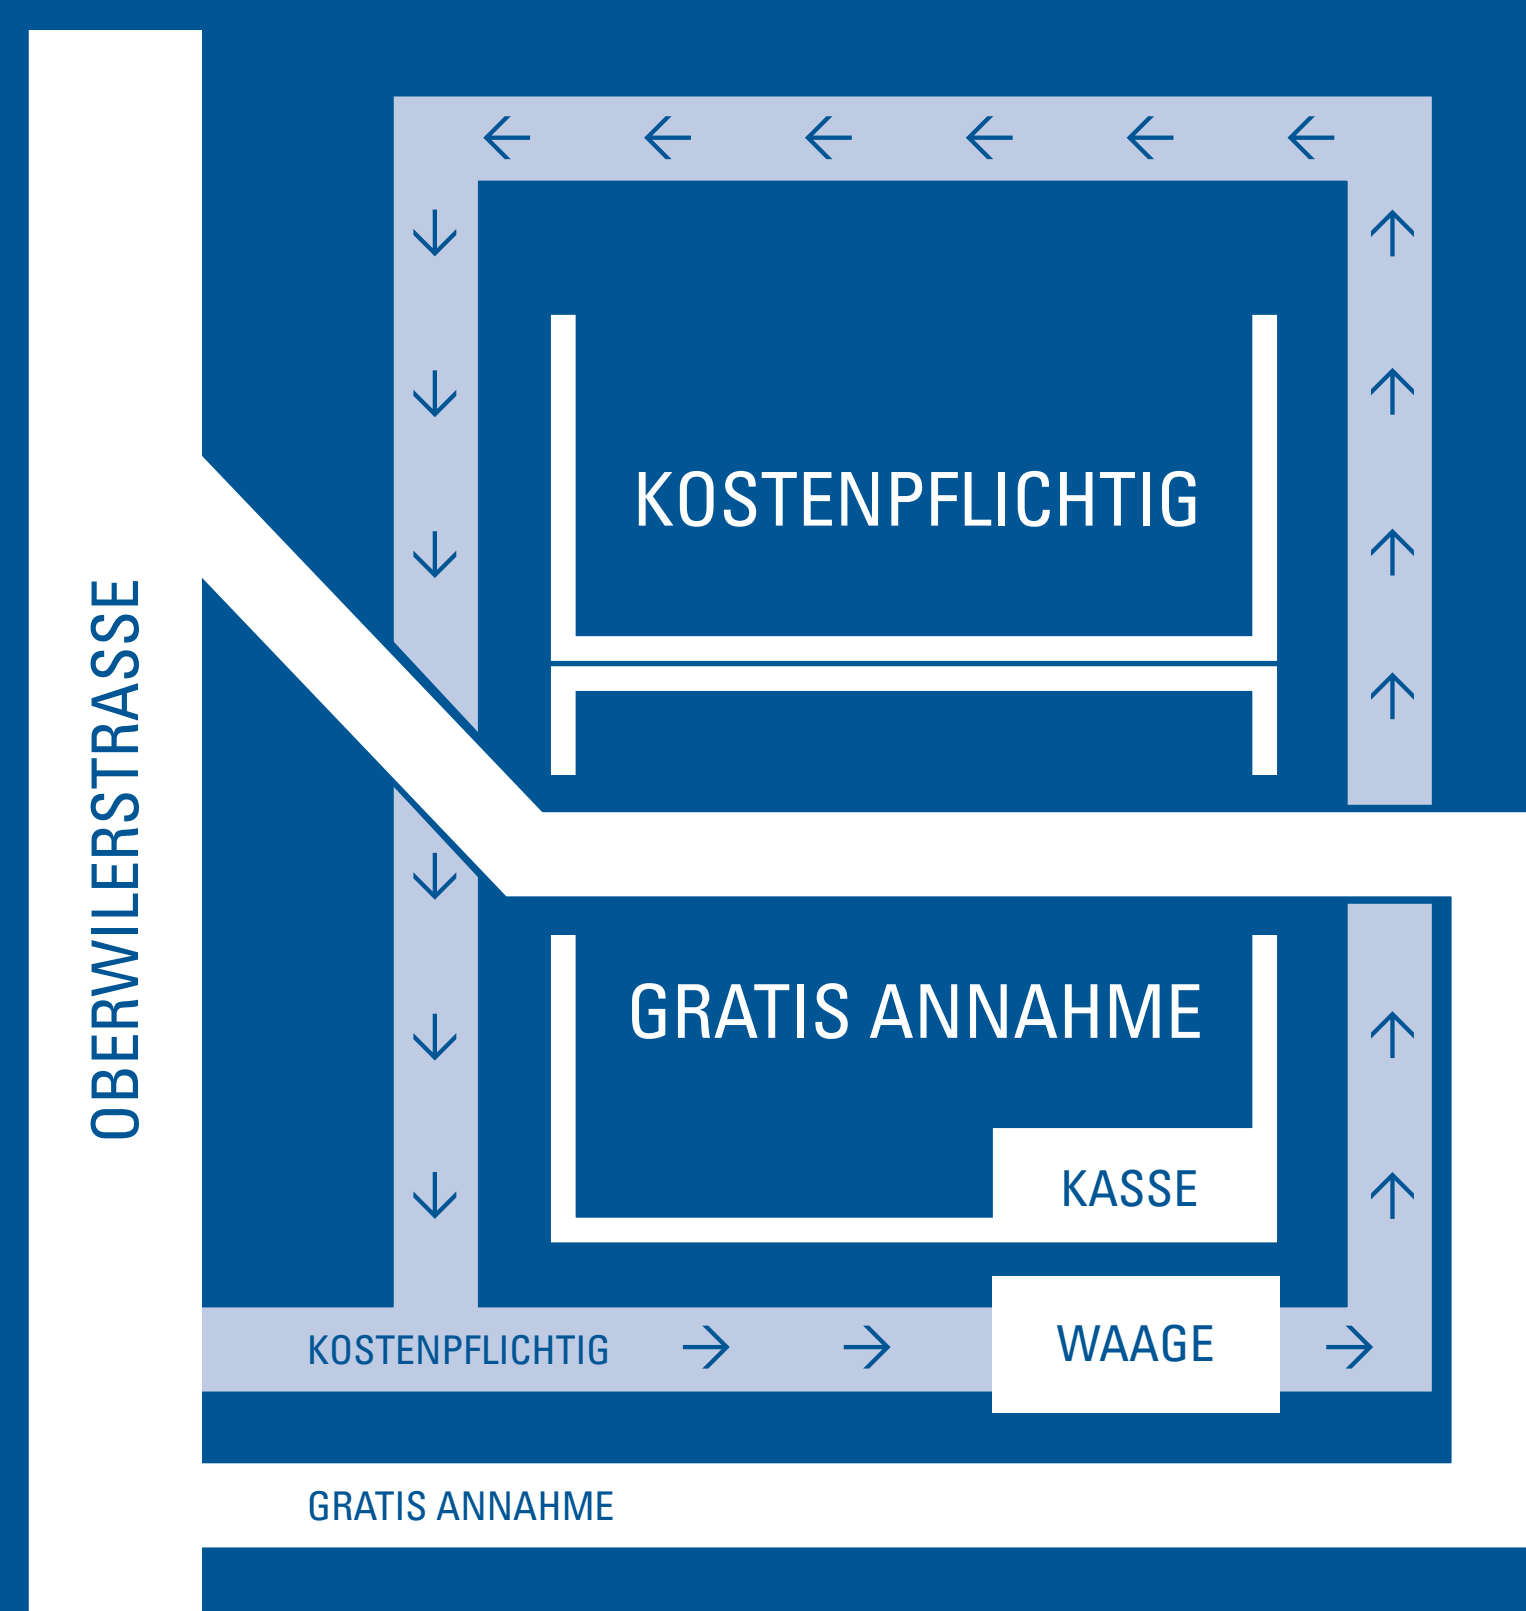 OBERWILERSTRASSE
KOSTENPFLICHTIG
GRATIS ANNAHME
KASSE
WAAGE
KOSTENPFLICHTIG
GRATIS ANNAHME